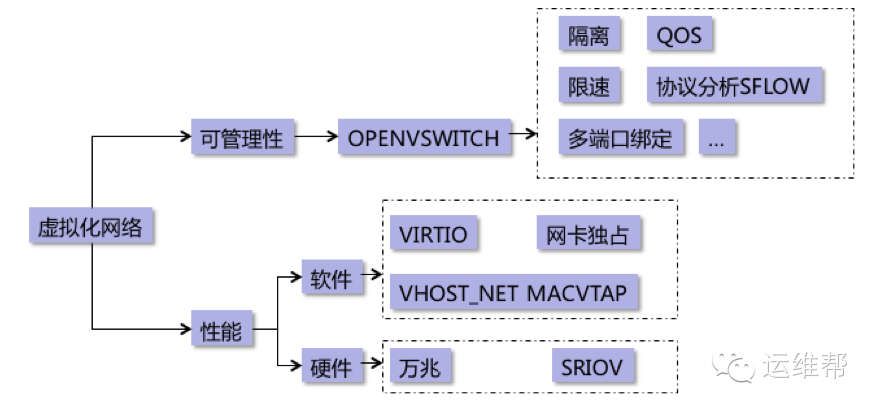 隔离 QOS
限速 协议分析SFLOW
可管理性 OPENVSWITCH 多端口绑定 ...
虚拟化网络
VIRTIO 网卡独占
软件
VHOST_NET MACVTAP
性能
硬件 万兆 SRIOV
运维帮